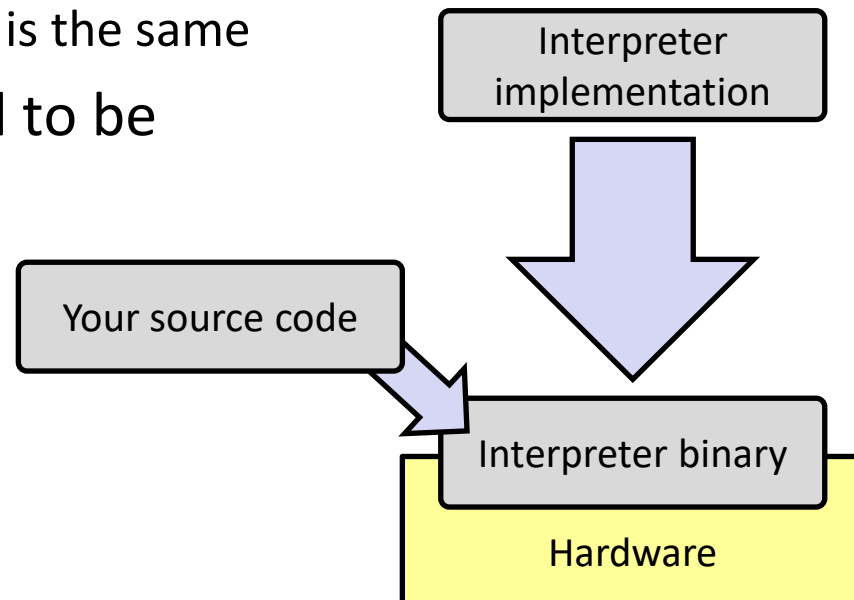 is the same
to be
Interpreter
implementation
Your source code
Interpreter binary
Hardware